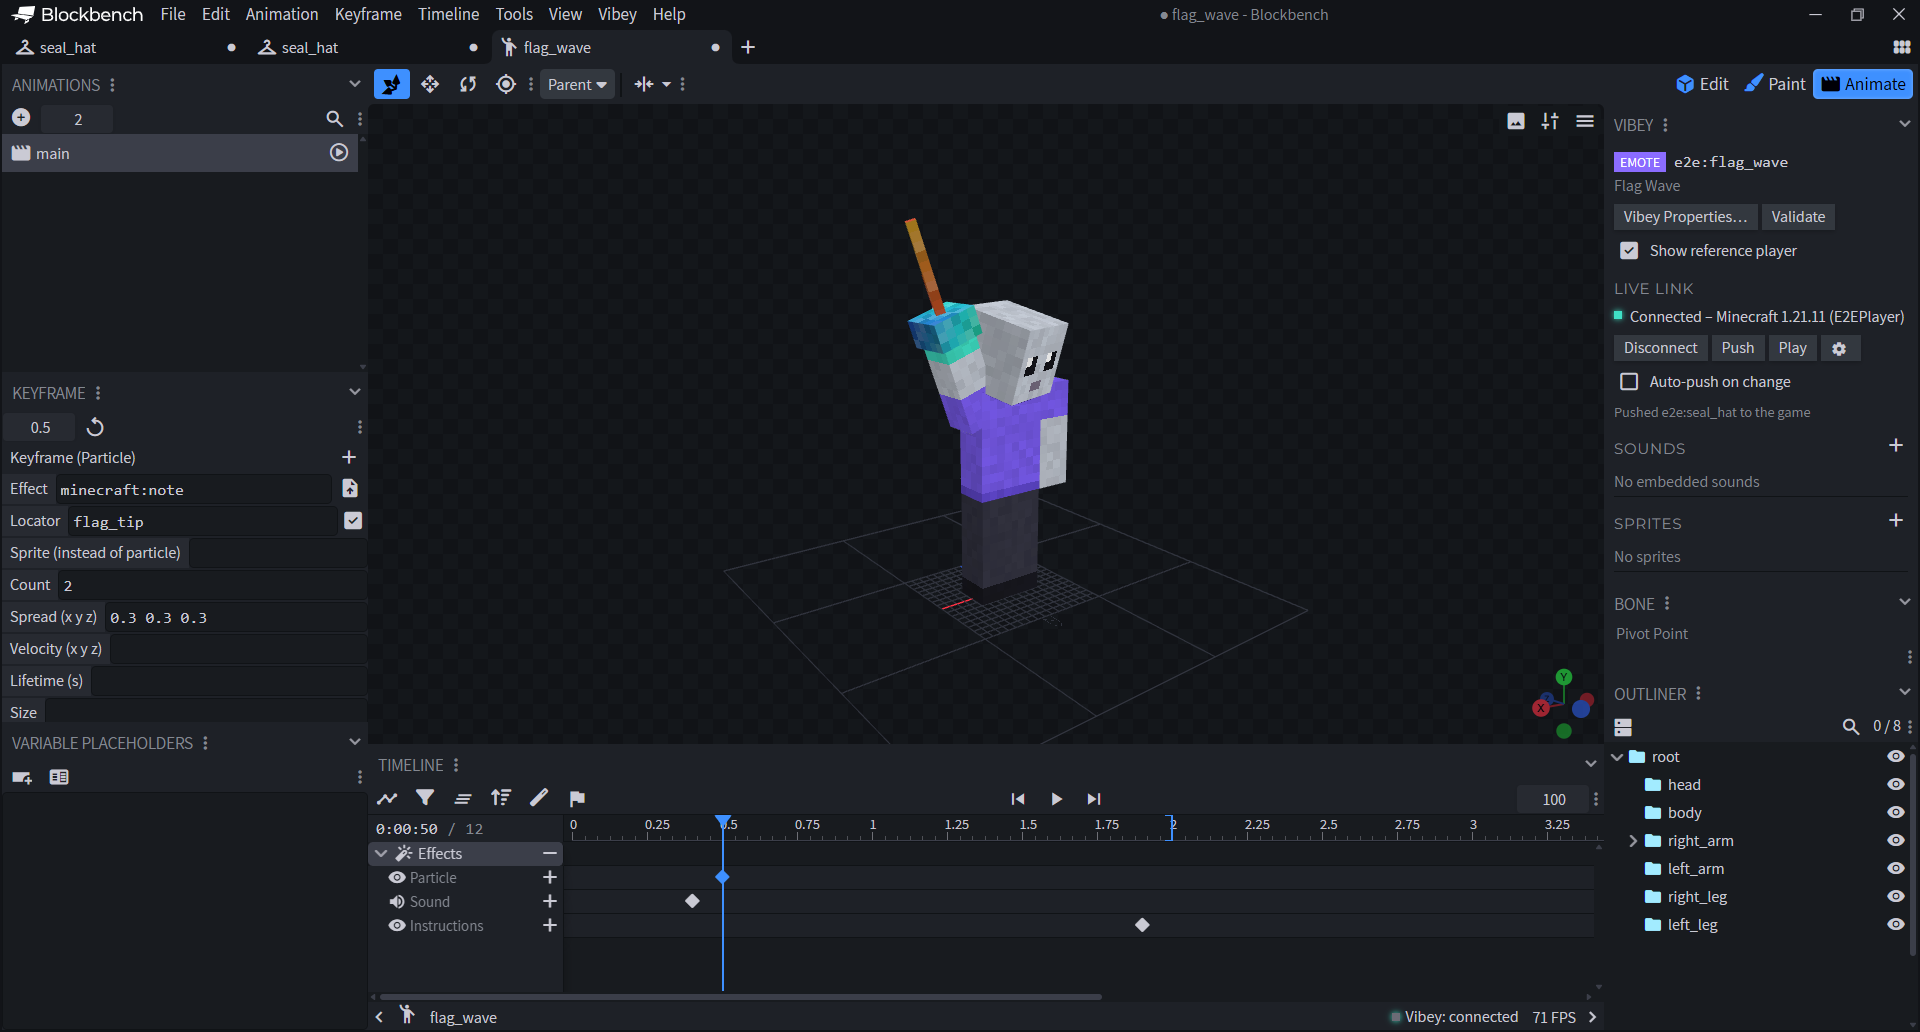 Blockbench File Edit Animation Keyframe Timeline Tools View Vibey Help
flag_wave - Blockbench
seal_hat
seal_hat
flag_wave
ANIMATIONS
2
main
Parent
Edit Paint Animate
KEYFRAME
0.5
Keyframe (Particle)
Effect minecraft:note
Locator flag_tip
Sprite (instead of particle)
Count 2
Spread (x y z) 0.3 0.3 0.3
Velocity (x y z)
Lifetime (s)
Size
VARIABLE PLACEHOLDERS
Y
X
TIMELINE
100
0:00:50 / 12
0 0.25 0.5 0.75 1 1.25 1.5 1.75 2 2.25 2.5 2.75 3 3.25
Effects
Particle
Sound
Instructions
flag_wave
Vibey: connected 71 FPS
VIBEY
EMOTE e2e:flag_wave
Flag Wave
Vibey Properties... Validate
Show reference player
LIVE LINK
Connected – Minecraft 1.21.11 (E2EPlayer)
Disconnect Push Play
Auto-push on change
Pushed e2e:seal_hat to the game
SOUNDS
No embedded sounds
SPRITES
No sprites
BONE
Pivot Point
OUTLINER
0 / 8
root
head
body
right_arm
left_arm
right_leg
left_leg